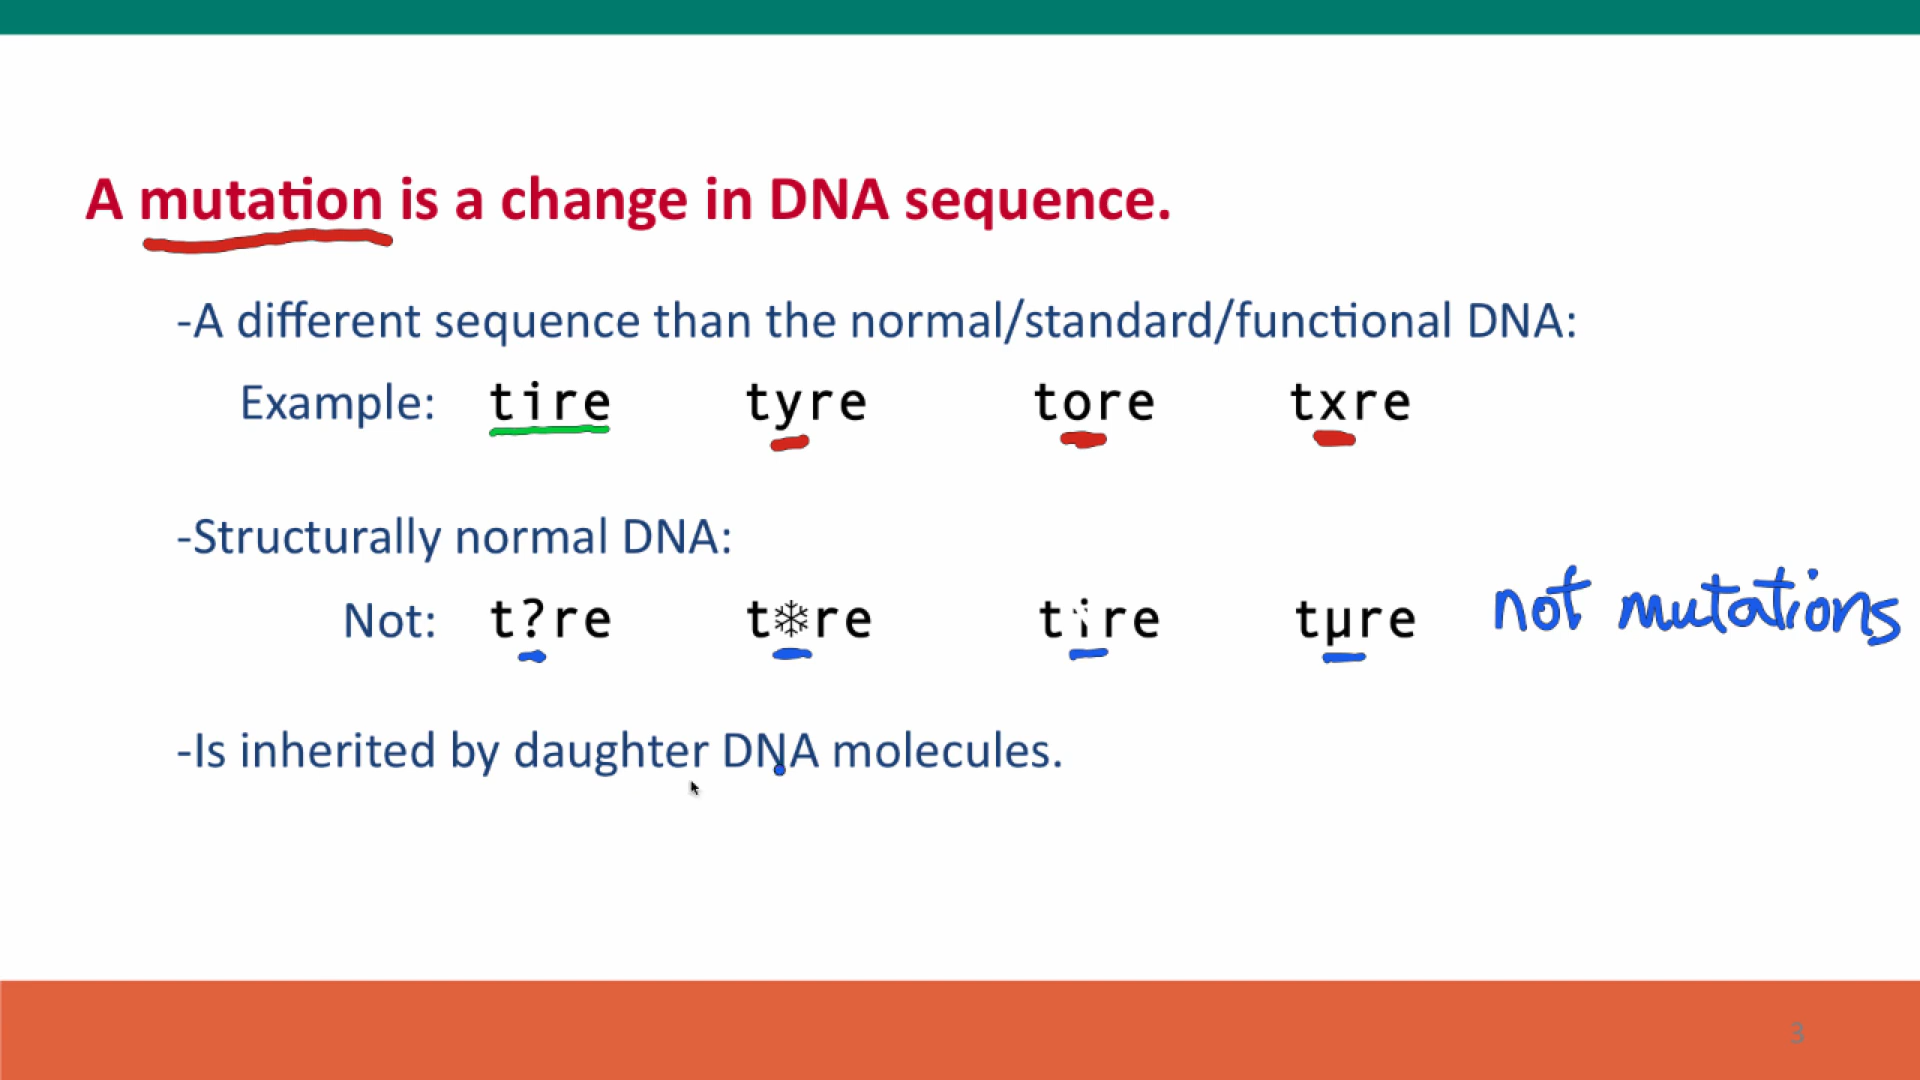 A mutation is a change in DNA sequence.
-A different sequence than the normal/standard/functional DNA:
Example: tire tyre tore txre
-Structurally normal DNA:
Not: t?re t❄re tire tµre not mutations
-Is inherited by daughter DNA molecules.
3